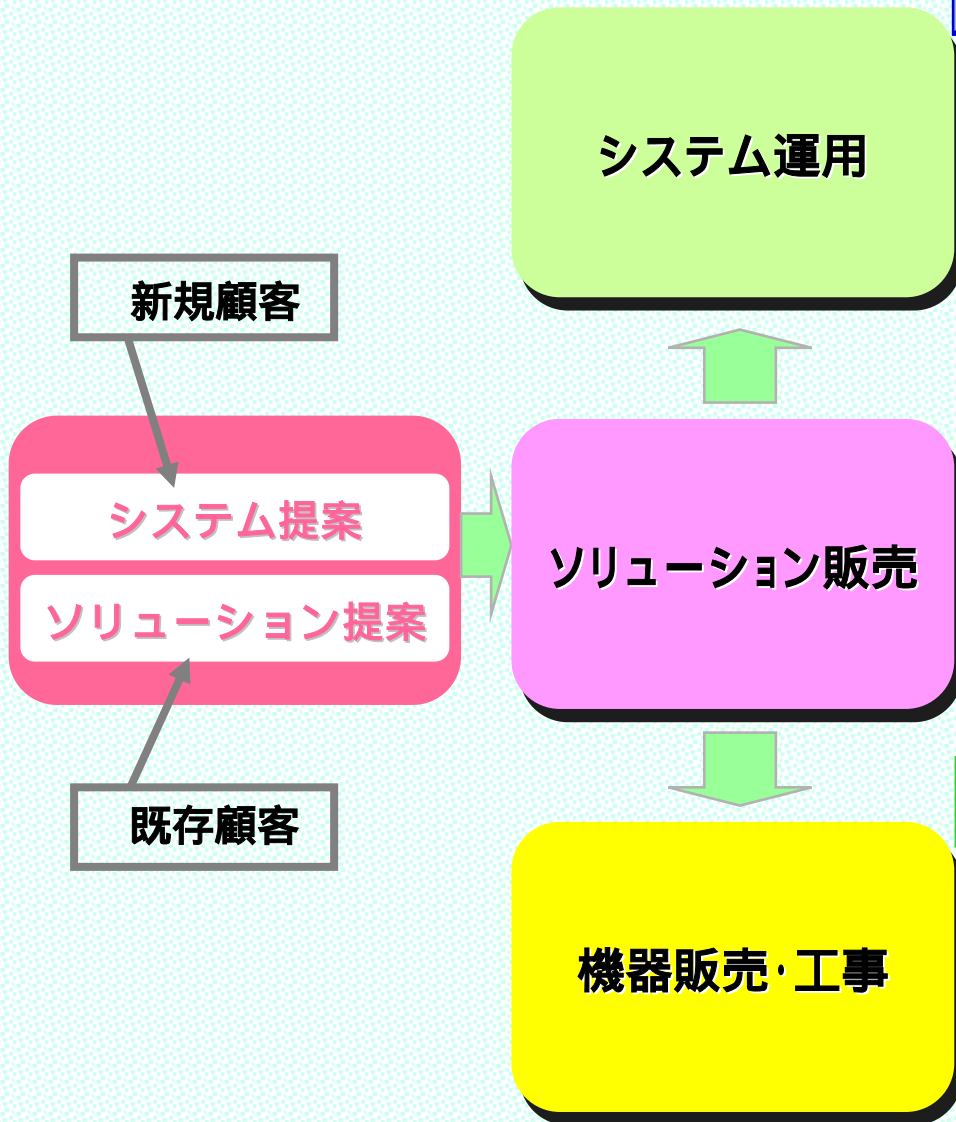 システム運用
新規顧客
システム提案
ソリューション提案
ソリューション販売
既存顧客
機器販売・工事